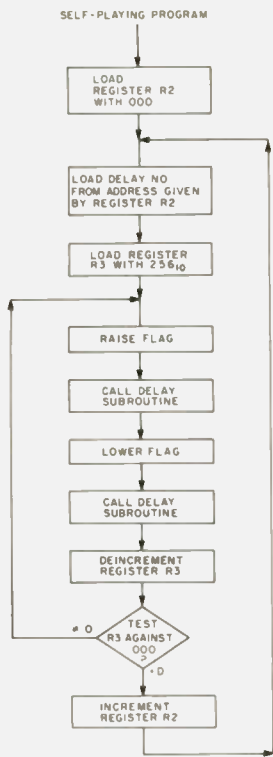 SELF-PLAYING PROGRAM
LOAD
REGISTER R2
WITH 000
LOAD DELAY NO
FROM ADDRESS GIVEN
BY REGISTER R2
LOAD REGISTER
R3 WITH 256₁₀
RAISE FLAG
CALL DELAY
SUBROUTINE
LOWER FLAG
CALL DELAY
SUBROUTINE
DEINCREMENT
REGISTER R3
≠ 0
TEST
R3 AGAINST
000
?
=0
INCREMENT
REGISTER R2